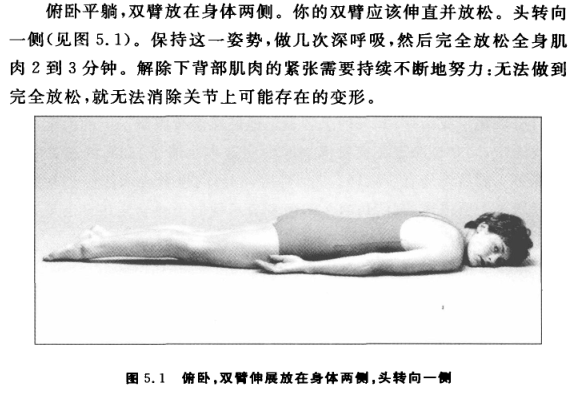 俯卧平躺,双臂放在身体两侧。你的双臂应该伸直并放松。头转向
一侧(见图 5.1)。保持这一姿势,做几次深呼吸,然后完全放松全身肌
肉 2 到 3 分钟。解除下背部肌肉的紧张需要持续不断地努力:无法做到
完全放松,就无法消除关节上可能存在的变形。
图 5.1 俯卧,双臂伸展放在身体两侧,头转向一侧